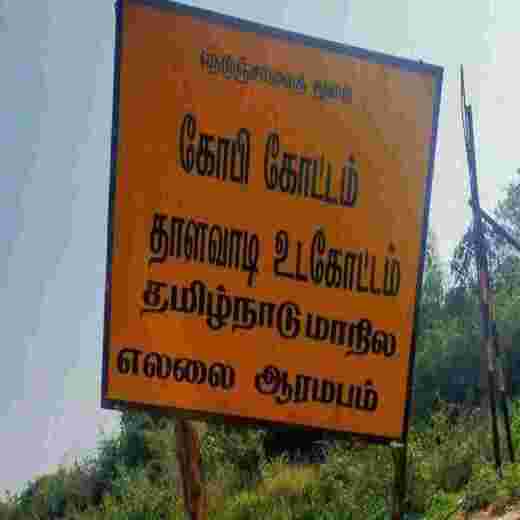 நெடுஞ்சாலைத் துறை
கோபி கோட்டம்
தாளவாடி உடகோட்டம்
தமிழ்நாடு மாநில
எலலை ஆரமபம்